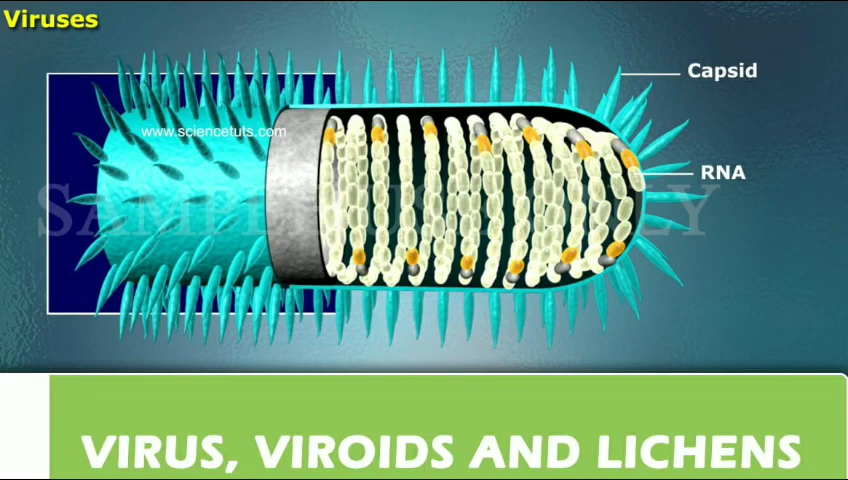 Viruses
Capsid
www.sciencetuts.com
RNA
VIRUS, VIROIDS AND LICHENS